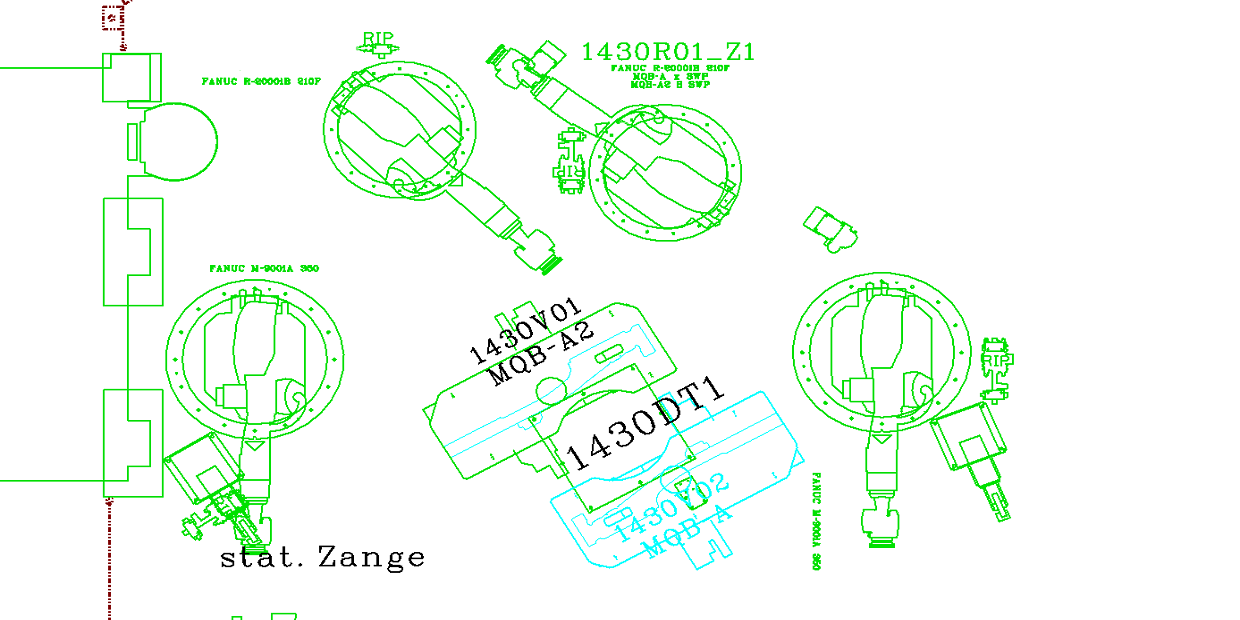 RIP
1430R01_Z1
FANUC R-2000iB 210F
MQB-A x SWP
MQB-A2 H SWP
FANUC R-2000iB 210F
RIP
FANUC M-900iA 350
1430V01
MQB-A2
1430DT1
RIP
1430V02
MQB A
FANUC M-900iA 350
stat. Zange